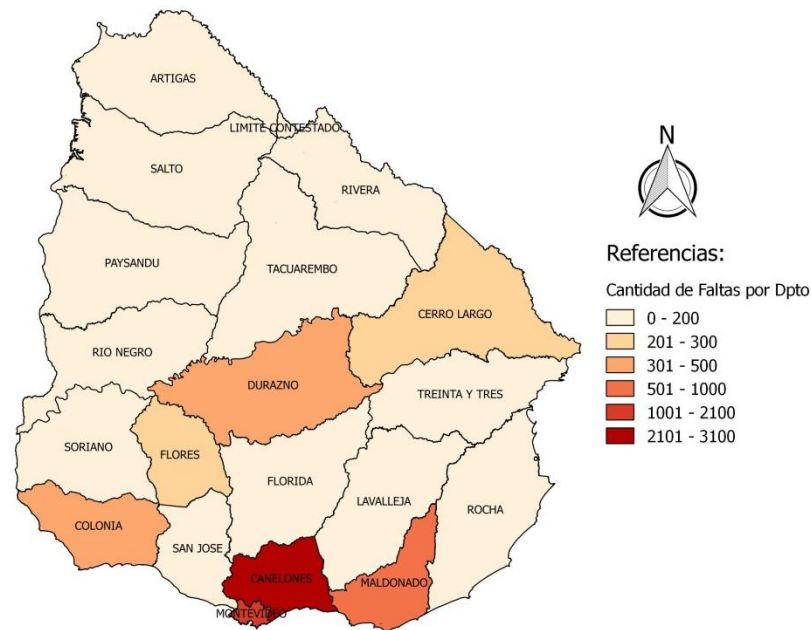 ARTIGAS
LIMITE CONTESTADO
SALTO
RIVERA
N
PAYSANDU
TACUAREMBO
Referencias:
Cantidad de Faltas por Dpto
0 - 200
201 - 300
301 - 500
501 - 1000
1001 - 2100
2101 - 3100
CERRO LARGO
RIO NEGRO
DURAZNO
TREINTA Y TRES
SORIANO
FLORES
FLORIDA
LAVALLEJA
ROCHA
COLONIA
SAN JOSE
CANELONES
MALDONADO
MONTEVIDEO